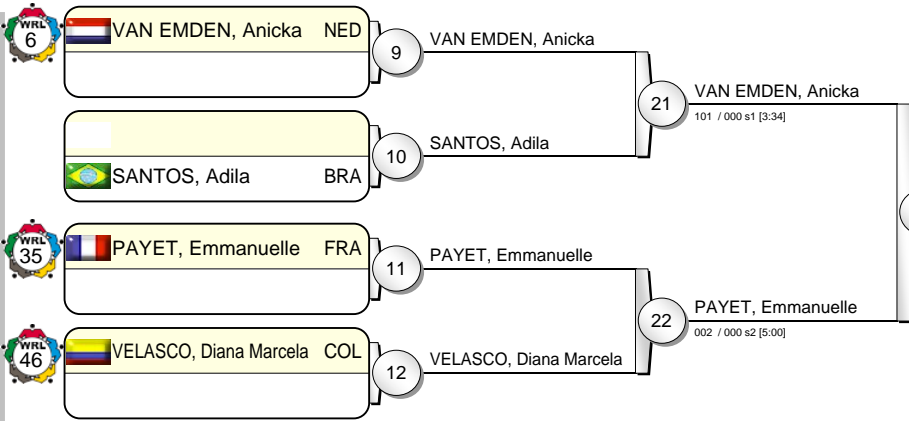 WRL
6
VAN EMDEN, Anicka NED
9
VAN EMDEN, Anicka
21
VAN EMDEN, Anicka
101 / 000 s1 [3:34]
10
SANTOS, Adila
SANTOS, Adila BRA
WRL
35
PAYET, Emmanuelle FRA
11
PAYET, Emmanuelle
22
PAYET, Emmanuelle
002 / 000 s2 [5:00]
WRL
46
VELASCO, Diana Marcela COL
12
VELASCO, Diana Marcela